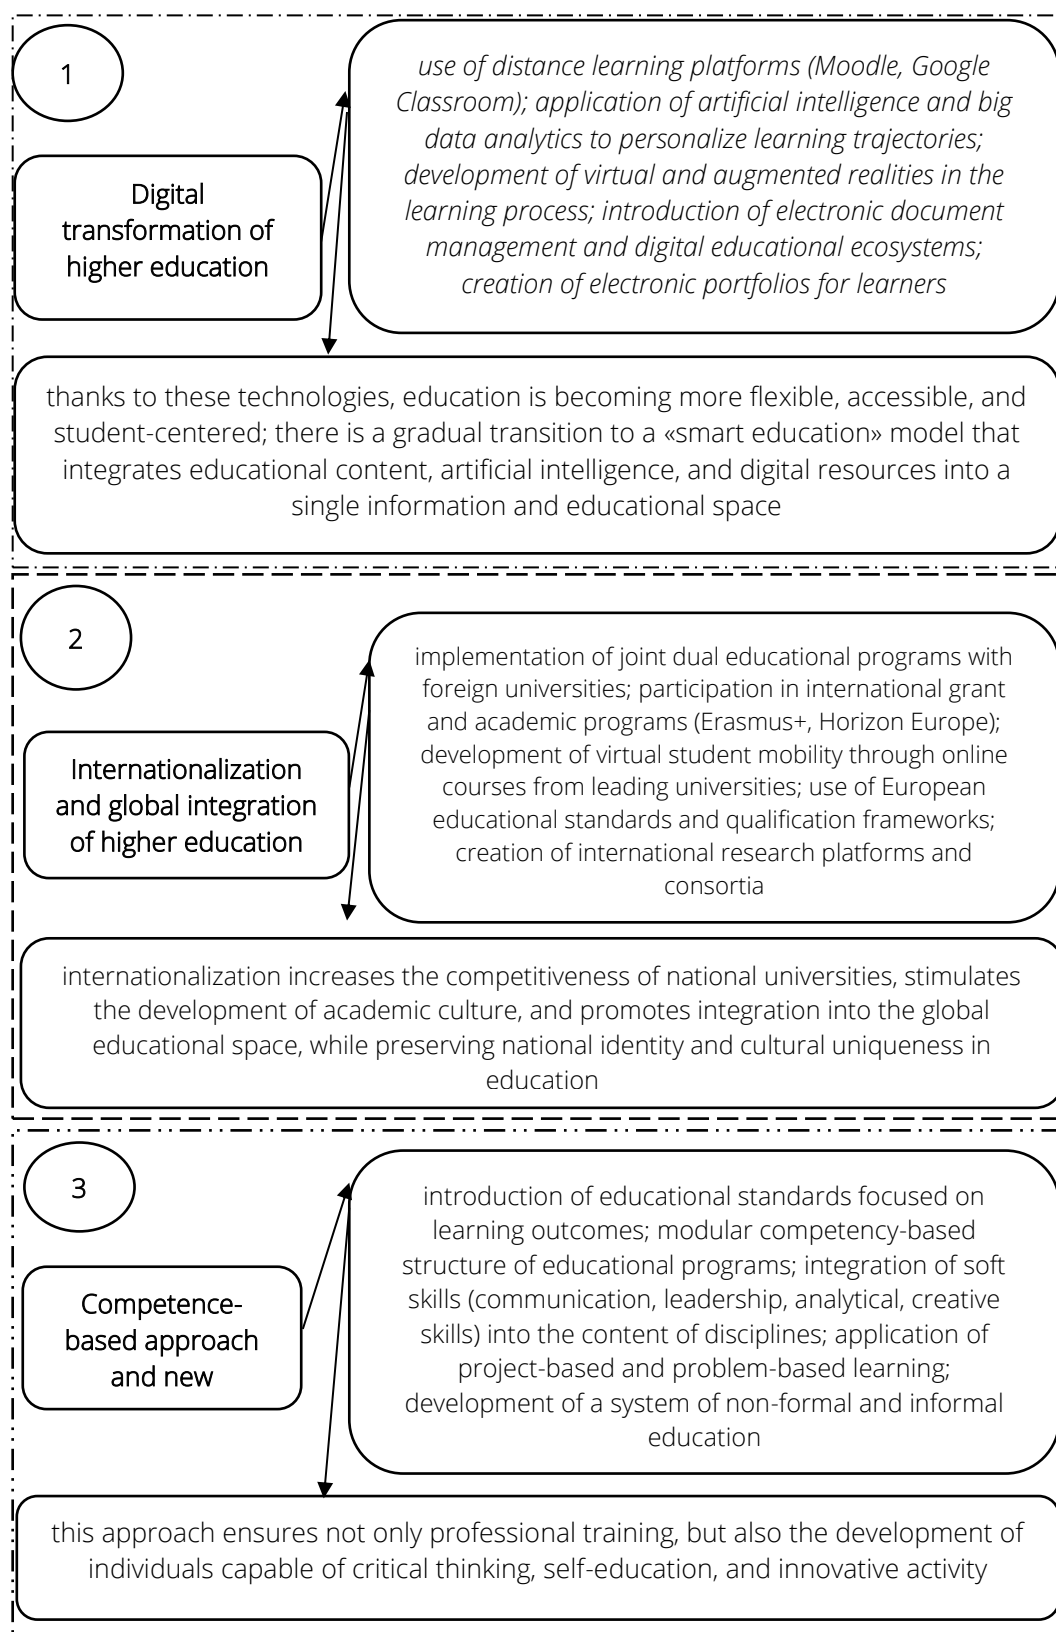 1
Digital
transformation of
higher education
use of distance learning platforms (Moodle, Google
Classroom); application of artificial intelligence and big
data analytics to personalize learning trajectories;
development of virtual and augmented realities in the
learning process; introduction of electronic document
management and digital educational ecosystems;
creation of electronic portfolios for learners
thanks to these technologies, education is becoming more flexible, accessible, and
student-centered; there is a gradual transition to a «smart education» model that
integrates educational content, artificial intelligence, and digital resources into a
single information and educational space
2
Internationalization
and global integration
of higher education
implementation of joint dual educational programs with
foreign universities; participation in international grant
and academic programs (Erasmus+, Horizon Europe);
development of virtual student mobility through online
courses from leading universities; use of European
educational standards and qualification frameworks;
creation of international research platforms and
consortia
internationalization increases the competitiveness of national universities, stimulates
the development of academic culture, and promotes integration into the global
educational space, while preserving national identity and cultural uniqueness in
education
3
Competence-
based approach
and new
introduction of educational standards focused on
learning outcomes; modular competency-based
structure of educational programs; integration of soft
skills (communication, leadership, analytical, creative
skills) into the content of disciplines; application of
project-based and problem-based learning;
development of a system of non-formal and informal
education
this approach ensures not only professional training, but also the development of
individuals capable of critical thinking, self-education, and innovative activity